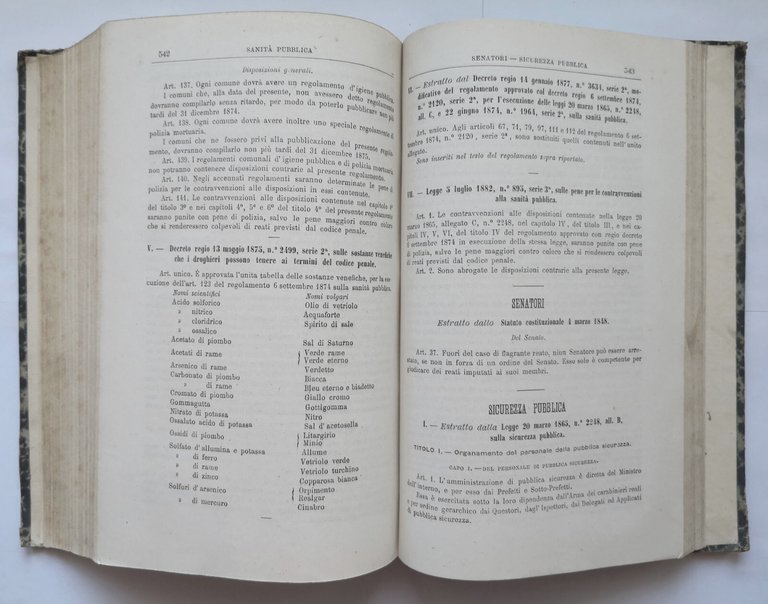 542
SANITÀ PUBBLICA
Disposizioni generali.
Art. 137. Ogni comune dovrà avere un regolamento d'igiene pubblica.
I comuni che, alla data del presente, non avessero detto regolamento
dovranno compilarlo senza ritardo, per modo da poterlo pubblicare non più
tardi del 31 dicembre 1874.
Art. 138. Ogni comune dovrà avere inoltre uno speciale regolamento di
polizia mortuaria.
I comuni che ne fossero privi alla pubblicazione del presente regola-
mento, dovranno compilarlo non più tardi del 31 dicembre 1875.
Art. 139. I regolamenti comunali d'igiene pubblica e di polizia mortuaria
non potranno contenere disposizioni contrarie al presente regolamento.
Art. 140. Negli accennati regolamenti saranno determinate le pene di
polizia per le contravvenzioni alle disposizioni in essi contenute.
Art. 141. Le contravvenzioni alle disposizioni contenute nel capitolo 4º
del titolo 3º e nei capitoli 4º, 5º e 6º del titolo 4º del presente regolamento
saranno punite con pene di polizia, salvo le pene maggiori contro coloro
che si renderessero colpevoli di reati previsti dal codice penale.
V. — Decreto regio 13 maggio 1875, n.º 2499, serie 2ª, sulle sostanze venefiche
che i droghieri possono tenere ai termini del codice penale.
Art. unico. È approvata l'unita tabella delle sostanze venefiche, per la ese-
cuzione dell'art. 123 del regolamento 6 settembre 1874 sulla sanità pubblica.
Nomi scientifici Nomi volgari
Acido solforico Olio di vetriolo
» nitrico Acquaforte
» cloridrico Spirito di sale
» ossalico
Acetato di piombo Sal di Saturno
Acetati di rame { Verde rame
{ Verde eterno
Arsenico di rame Verdetto
Carbonato di piombo Biacca
» di rame Bleu eterno e biadetto
Cromato di piombo Giallo cromo
Gommagutta Gottigomma
Nitrato di potassa Nitro
Ossaluto acido di potassa Sal d'acetosella
Ossidi di piombo { Litargirio
{ Minio
Solfato d'allumina e potassa Allume
» di ferro Vetriolo verde
» di rame Vetriolo turchino
» di zinco Copparosa bianca
Solfuri d'arsenico { Orpimento
{ Realgar
» di mercurio Cinabro
SENATORI — SICUREZZA PUBBLICA
543
VI. — Estratto dal Decreto regio 14 gennaio 1877, n.º 3634, serie 2ª, mo-
dificativo del regolamento approvato col decreto regio 6 settembre 1874,
n.º 2120, serie 2ª, per l'esecuzione delle leggi 20 marzo 1865, n.º 2248,
all. C, e 22 giugno 1874, n.º 1964, serie 2ª, sulla sanità pubblica.
Art. unico. Agli articoli 67, 71, 79, 97, 111 e 112 del regolamento 6 set-
tembre 1874, n.º 2120, serie 2ª, sono sostituiti quelli contenuti nell'unito
allegato.
Sono inseriti nel testo del regolamento sopra riportato.
VII. — Legge 5 luglio 1882, n.º 895, serie 3ª, sulle pene per le contravvenzioni
alla sanità pubblica.
Art. 1. Le contravvenzioni alle disposizioni contenute nella legge 20
marzo 1865, allegato C, n.º 2248, nel capitolo IV, del titolo III, e nei ca-
pitoli IV, V, VI, del titolo IV del regolamento approvato con regio decreto
6 settembre 1874 in esecuzione della stessa legge, saranno punite con pene
di polizia, salvo le pene maggiori contro coloro che si rendessero colpevoli
di reati previsti dal codice penale.
Art. 2. Sono abrogate le disposizioni contrarie alla presente legge.
SENATORI
Estratto dallo Statuto costituzionale 4 marzo 1848.
Del Senato.
Art. 37. Fuori del caso di flagrante reato, niun Senatore può essere arre-
stato, se non in forza di un ordine del Senato. Esso solo è competente per
giudicare dei reati imputati ai suoi membri.
SICUREZZA PUBBLICA
I. — Estratto dalla Legge 20 marzo 1865, n.º 2248, all. B,
sulla sicurezza pubblica.
TITOLO I. — Organamento del personale della pubblica sicurezza.
CAPO I. — DEL PERSONALE DI PUBBLICA SICUREZZA.
Art. 1. L'amministrazione di pubblica sicurezza è diretta dal Ministro
dell'interno, e per esso dai Prefetti e Sotto-Prefetti.
Essa è esercitata sotto la loro dipendenza dall'Arma dei carabinieri reali
e per ordine gerarchico dai Questori, dagl'Ispettori, dai Delegati ed Applicati
di pubblica sicurezza.